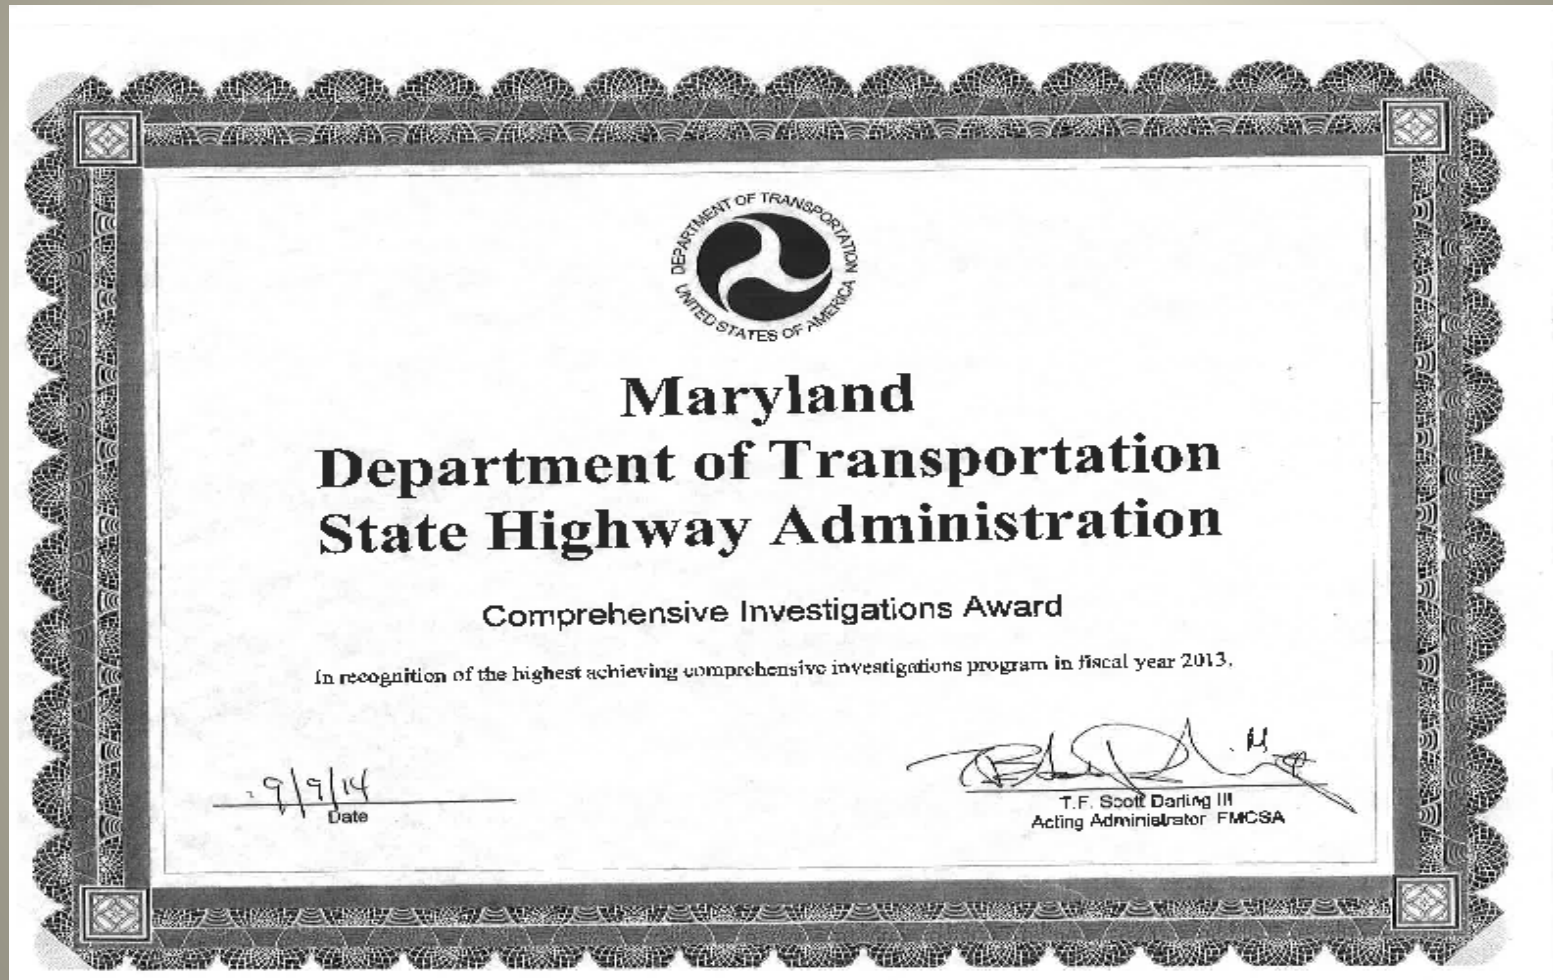 DEPARTMENT OF TRANSPORTATION
UNITED STATES OF AMERICA
Maryland
Department of Transportation
State Highway Administration
Comprehensive Investigations Award
In recognition of the highest achieving comprehensive investigations program in fiscal year 2013.
9/9/14
Date
T.F. Scott Darling III
Acting Administrator FMCSA